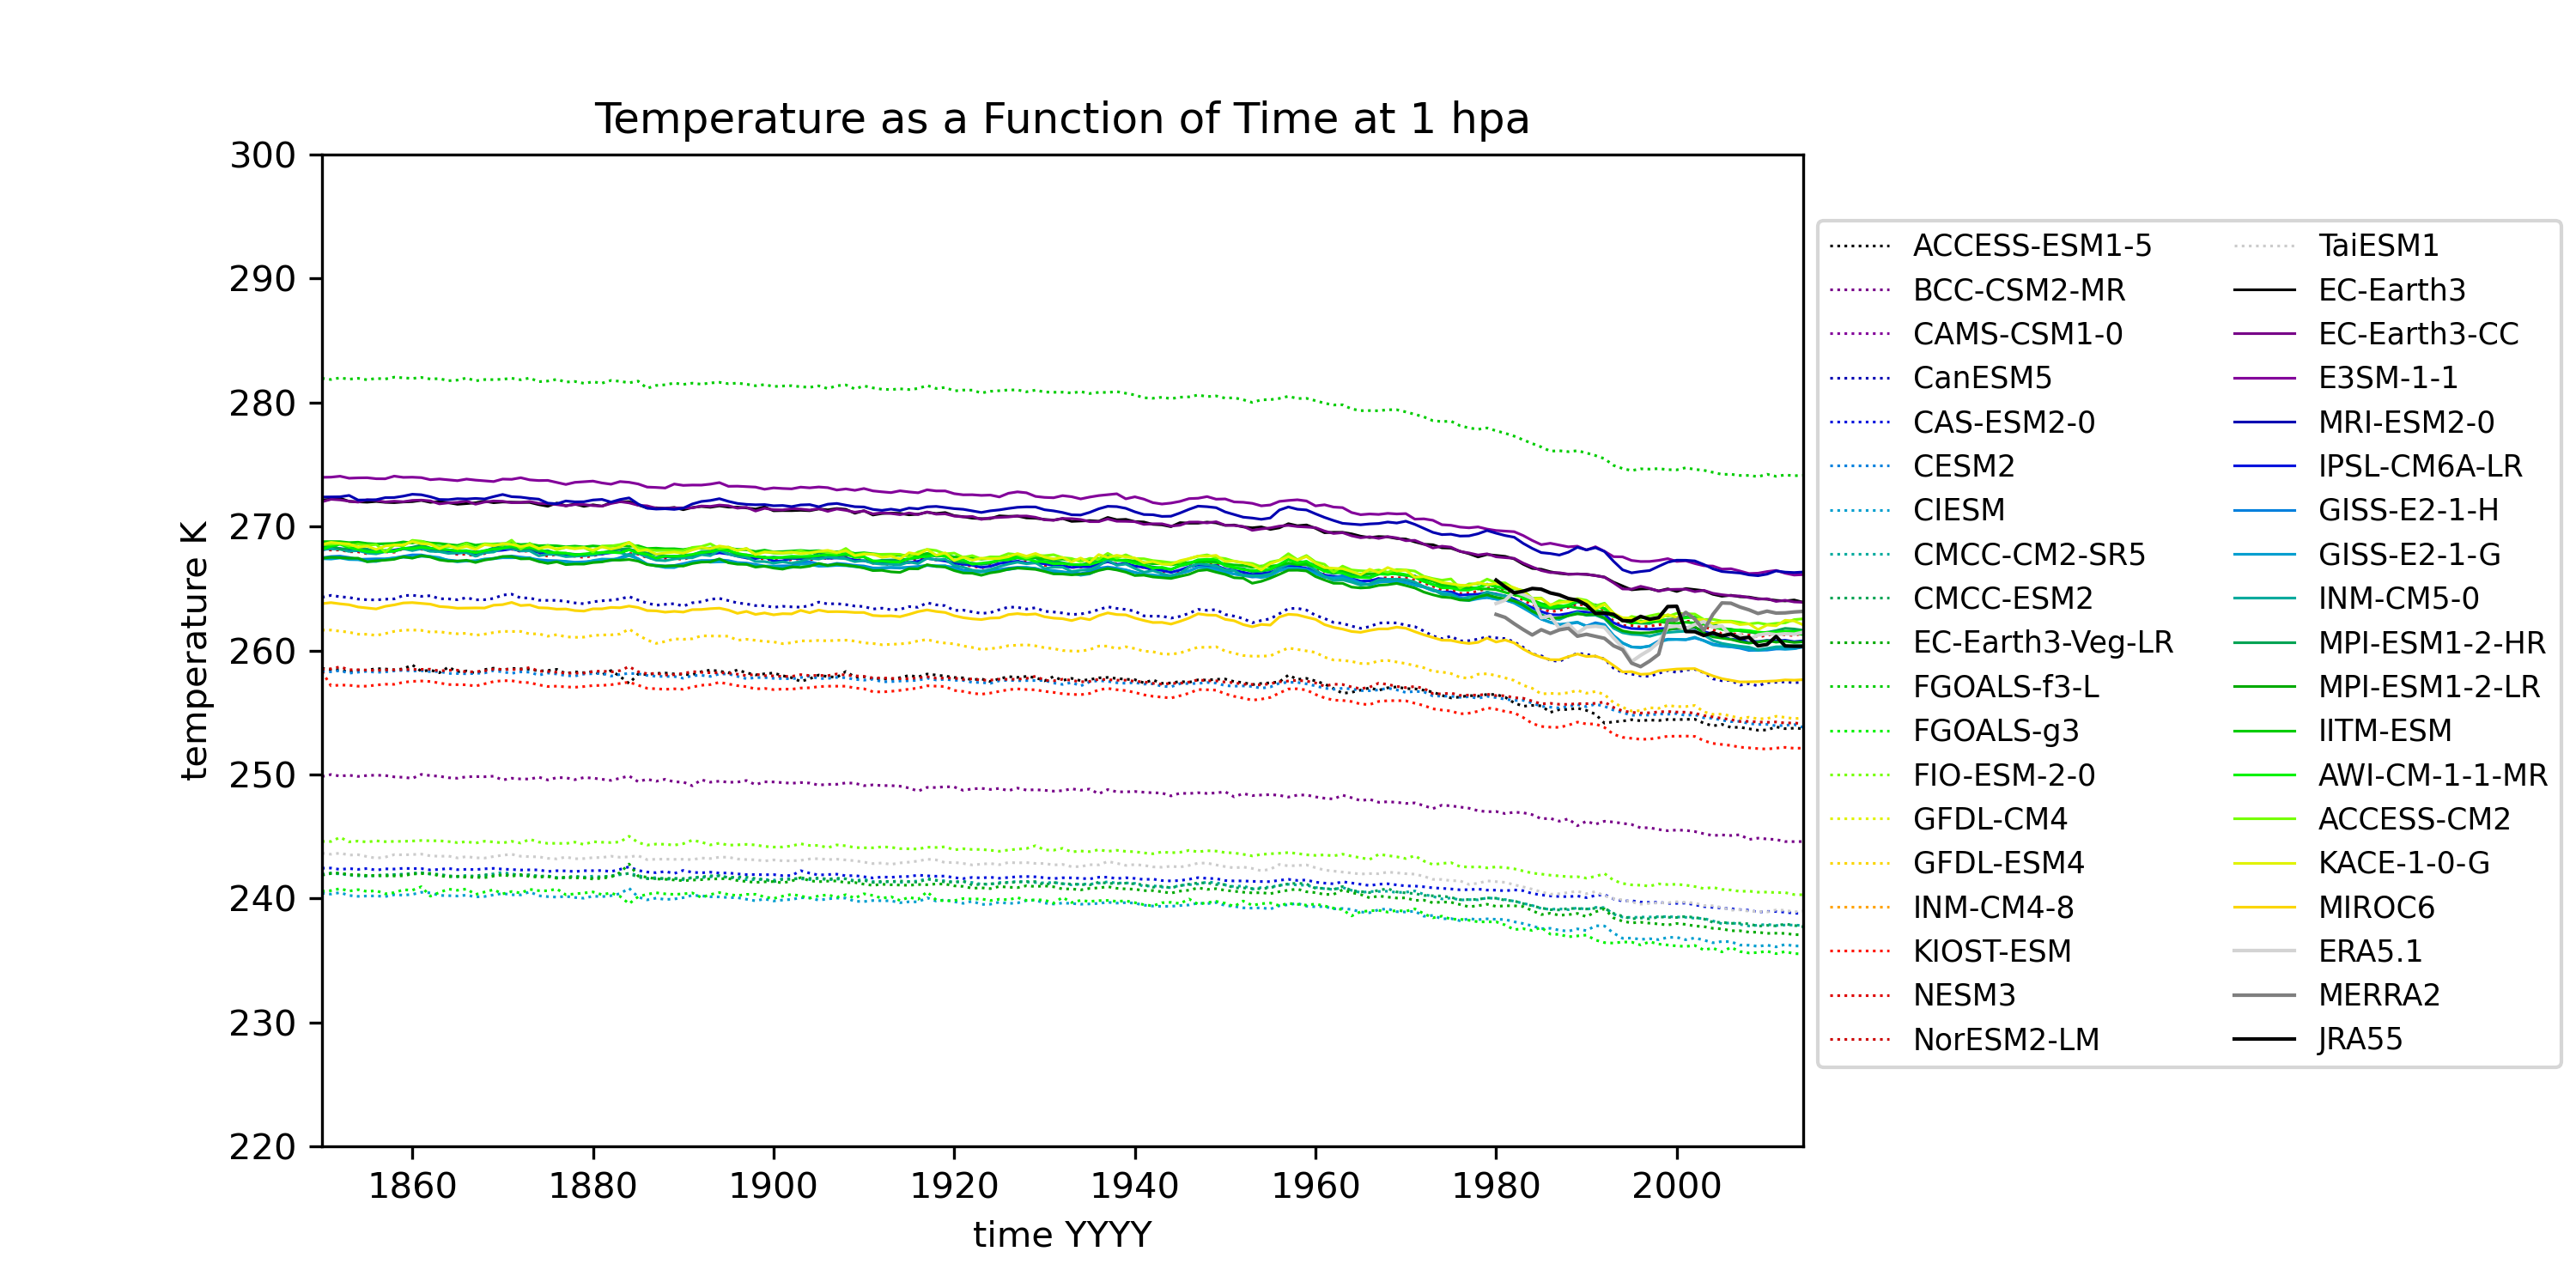 Temperature as a Function of Time at 1 hpa
300
290
280
270
260
250
240
230
220
temperature K
1860 1880 1900 1920 1940 1960 1980 2000
time YYYY
ACCESS-ESM1-5
BCC-CSM2-MR
CAMS-CSM1-0
CanESM5
CAS-ESM2-0
CESM2
CIESM
CMCC-CM2-SR5
CMCC-ESM2
EC-Earth3-Veg-LR
FGOALS-f3-L
FGOALS-g3
FIO-ESM-2-0
GFDL-CM4
GFDL-ESM4
INM-CM4-8
KIOST-ESM
NESM3
NorESM2-LM
TaiESM1
EC-Earth3
EC-Earth3-CC
E3SM-1-1
MRI-ESM2-0
IPSL-CM6A-LR
GISS-E2-1-H
GISS-E2-1-G
INM-CM5-0
MPI-ESM1-2-HR
MPI-ESM1-2-LR
IITM-ESM
AWI-CM-1-1-MR
ACCESS-CM2
KACE-1-0-G
MIROC6
ERA5.1
MERRA2
JRA55